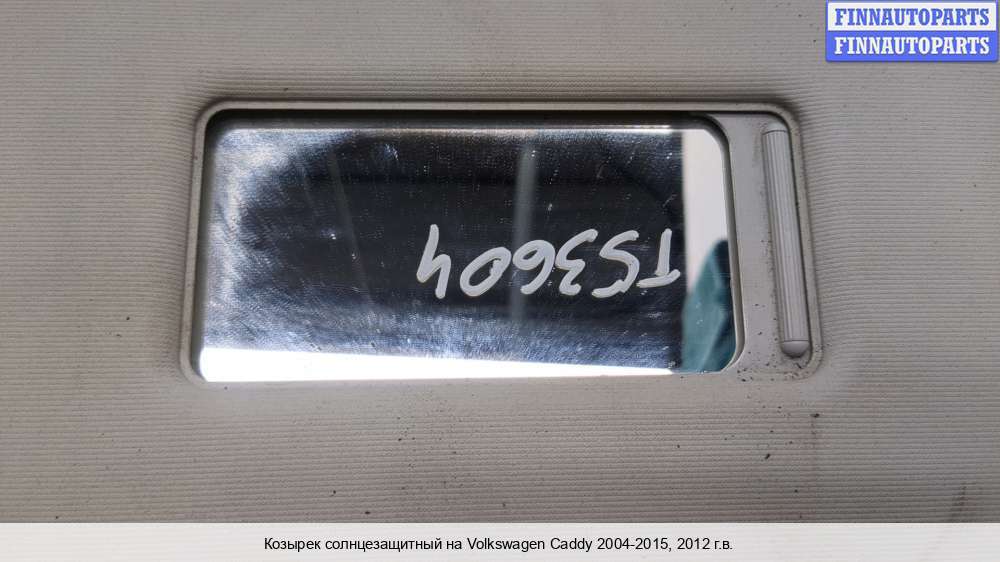 FINNAUTOPARTS
FINNAUTOPARTS
TS3604
Козырек солнцезащитный на Volkswagen Caddy 2004-2015, 2012 г.в.